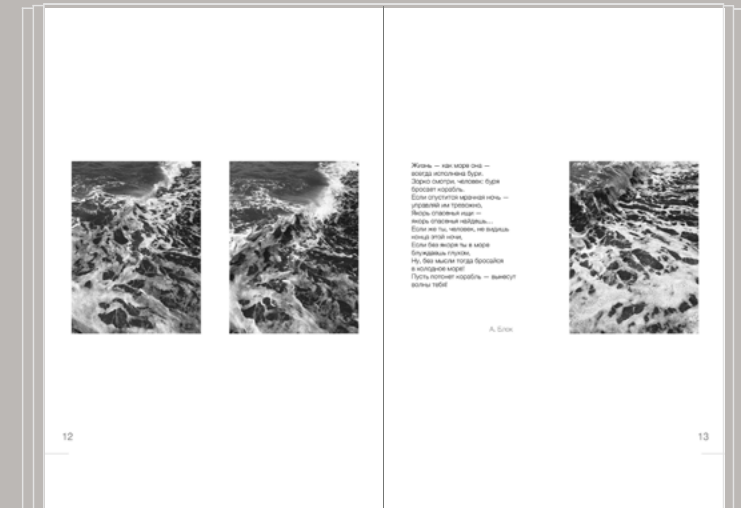 Жизнь — как море она —
всегда исполнена бури.
Зорко смотри, человек: буря
бросает корабль.
Если спустится мрачная ночь —
управляй им тревожно,
Якорь спасенья ищи —
якорь спасенья найдешь...
Если же ты, человек, не видишь
конца этой ночи,
Если без якоря ты в море
блуждаешь глухом,
Ну, без мысли тогда бросайся
в холодное море!
Пусть потонет корабль — вынесут
волны тебя!
А. Блок
12
13